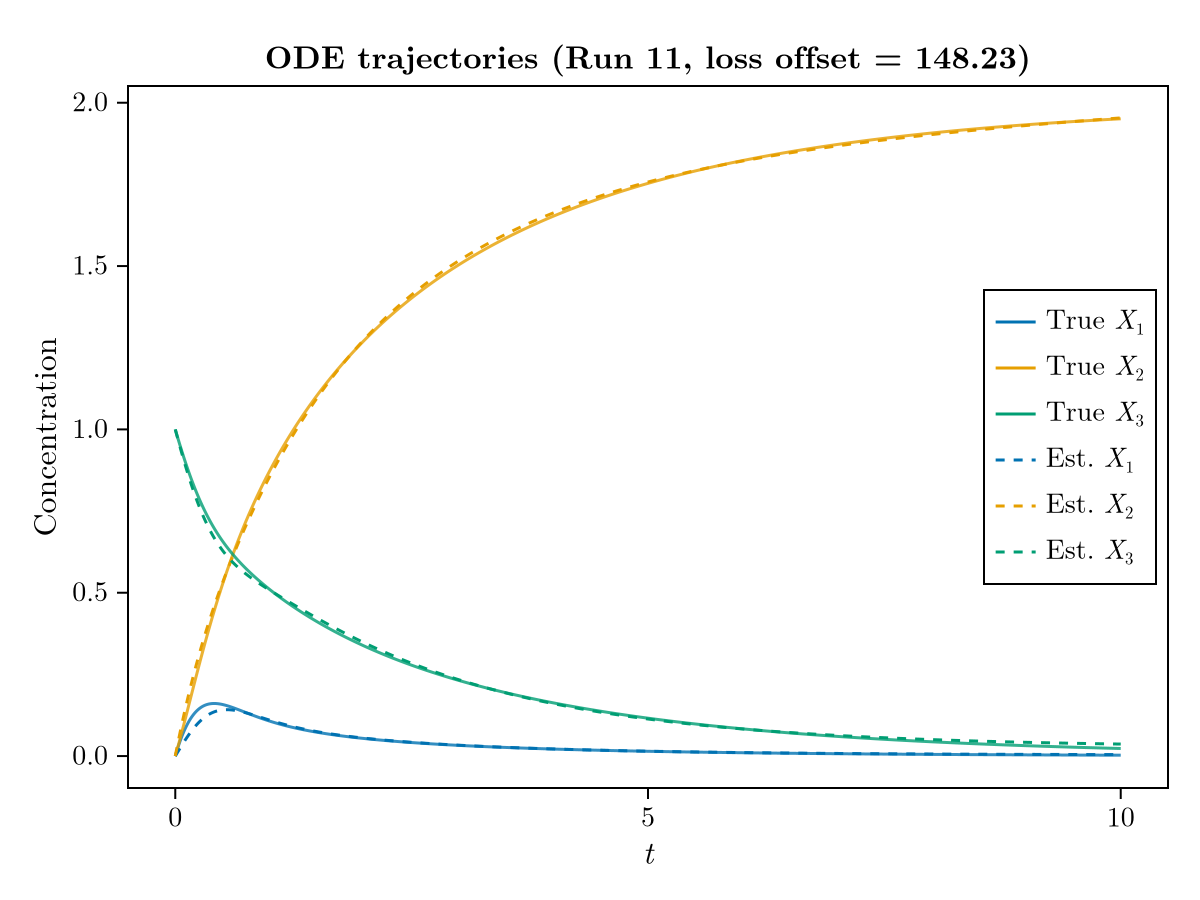 ODE trajectories (Run 11, loss offset = 148.23)
2.0
1.5
1.0
0.5
0.0
Concentration
True X₁
True X₂
True X₃
Est. X₁
Est. X₂
Est. X₃
0
5
10
t